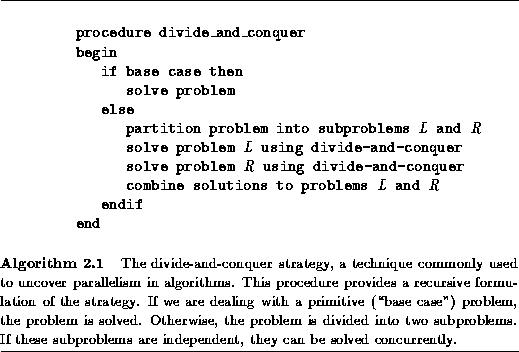 procedure divide_and_conquer
begin
if base case then
solve problem
else
partition problem into subproblems L and R
solve problem L using divide-and-conquer
solve problem R using divide-and-conquer
combine solutions to problems L and R
endif
end
Algorithm 2.1 The divide-and-conquer strategy, a technique commonly used
to uncover parallelism in algorithms. This procedure provides a recursive formu-
lation of the strategy. If we are dealing with a primitive (“base case”) problem,
the problem is solved. Otherwise, the problem is divided into two subproblems.
If these subproblems are independent, they can be solved concurrently.